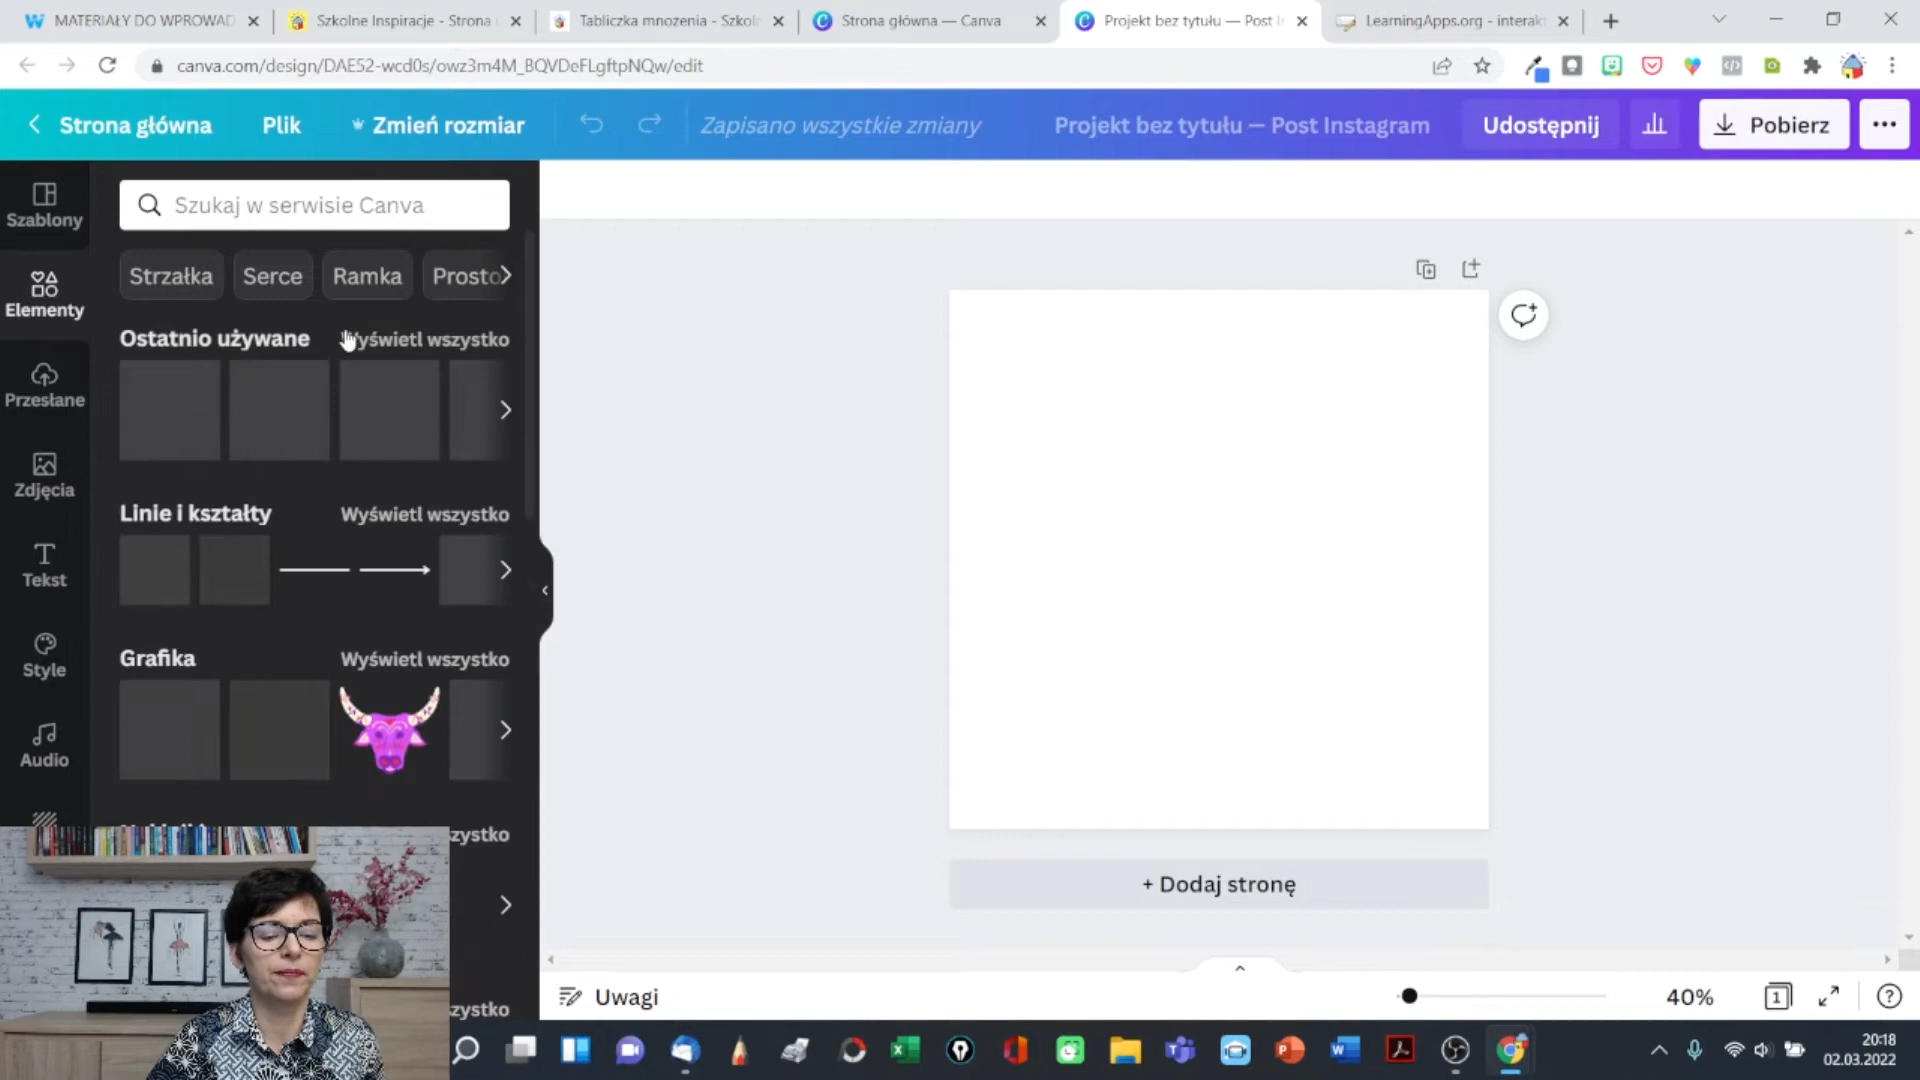 MATERIAŁY DO WPROWAD
Szkolne Inspiracje - Strona
Tabliczka mnozenia - Szkol
Strona główna — Canva
Projekt bez tytułu — Post I
LearningApps.org - interak
canva.com/design/DAE52-wcd0s/owz3m4M_BQVDeFLgftpNQw/edit
Strona główna
Plik
Zmień rozmiar
Zapisano wszystkie zmiany
Projekt bez tytułu — Post Instagram
Udostępnij
Pobierz
Szablony
Elementy
Przesłane
Zdjęcia
Tekst
Style
Audio
Szukaj w serwisie Canva
Strzałka
Serce
Ramka
Prosto
Ostatnio używane
Wyświetl wszystko
Linie i kształty
Wyświetl wszystko
Grafika
Wyświetl wszystko
zystko
zystko
+ Dodaj stronę
Uwagi
40%
1
20:18
02.03.2022